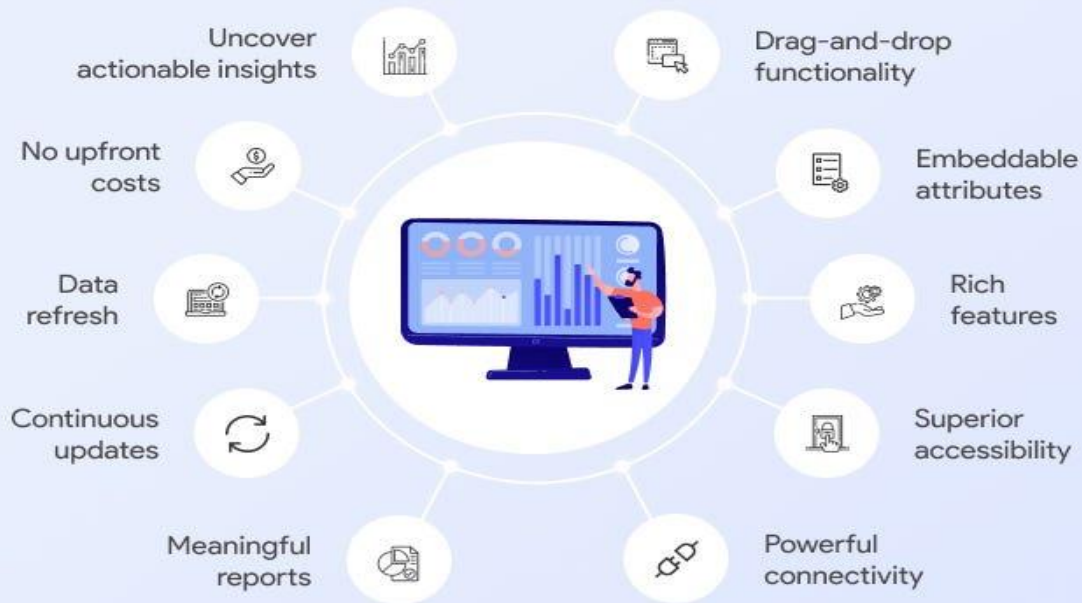 Uncover
actionable insights
No upfront
costs
Data
refresh
Continuous
updates
Meaningful
reports
Drag-and-drop
functionality
Embeddable
attributes
Rich
features
Superior
accessibility
Powerful
connectivity